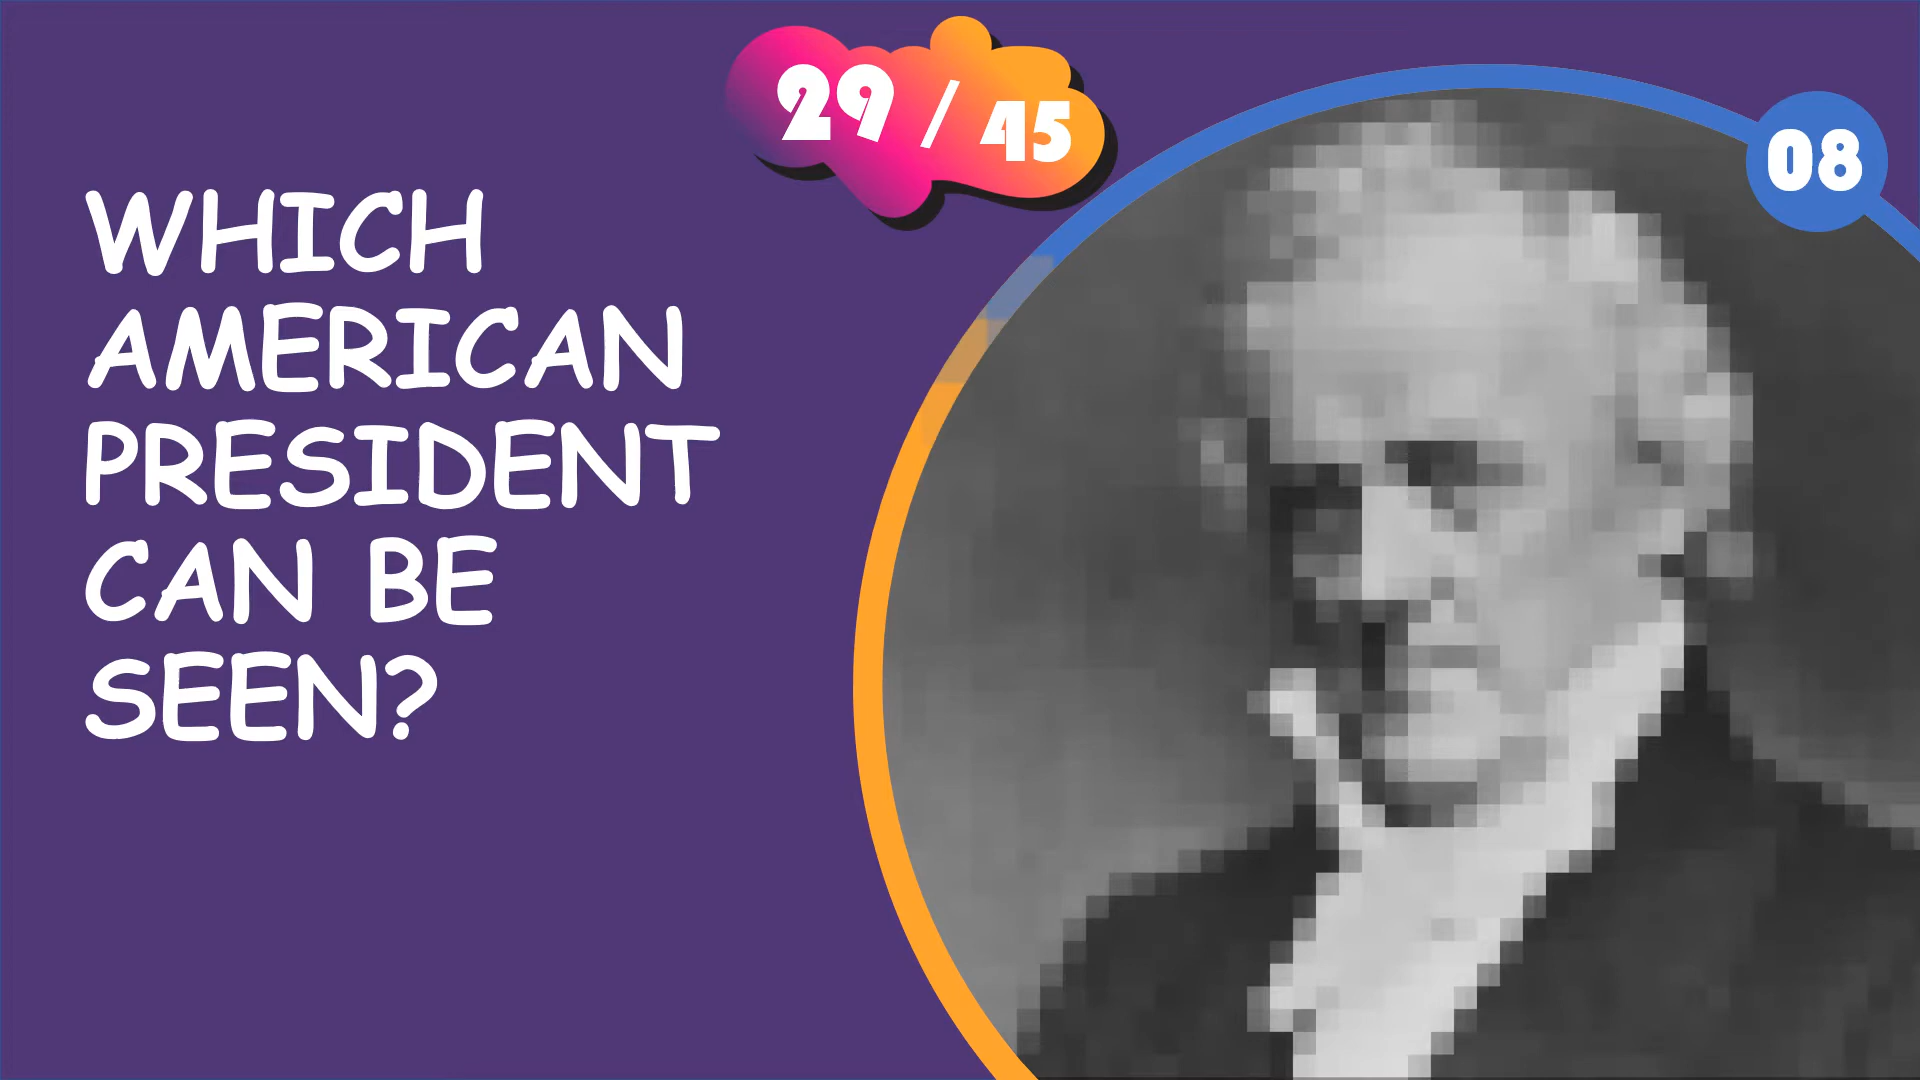 29 / 45
08
WHICH
AMERICAN
PRESIDENT
CAN BE
SEEN?